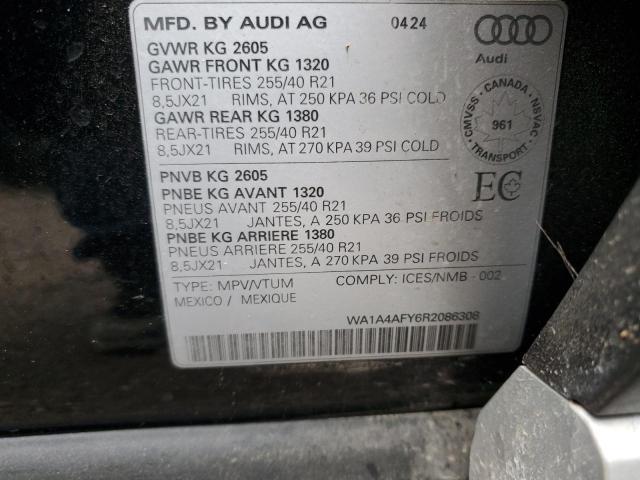 MFD. BY AUDI AG 0424
Audi
GVWR KG 2605
GAWR FRONT KG 1320
FRONT-TIRES 255/40 R21
8,5JX21 RIMS, AT 250 KPA 36 PSI COLD
GAWR REAR KG 1380
REAR-TIRES 255/40 R21
8,5JX21 RIMS, AT 270 KPA 39 PSI COLD
CMVSS - CANADA - NSVAC
961
TRANSPORT
PNVB KG 2605
PNBE KG AVANT 1320
PNEUS AVANT 255/40 R21
8,5JX21 JANTES, A 250 KPA 36 PSI FROIDS
PNBE KG ARRIERE 1380
PNEUS ARRIERE 255/40 R21
8,5JX21 JANTES, A 270 KPA 39 PSI FROIDS
EC
TYPE: MPV/VTUM COMPLY: ICES/NMB - 002
MEXICO / MEXIQUE
WA1A4AFY6R2086308